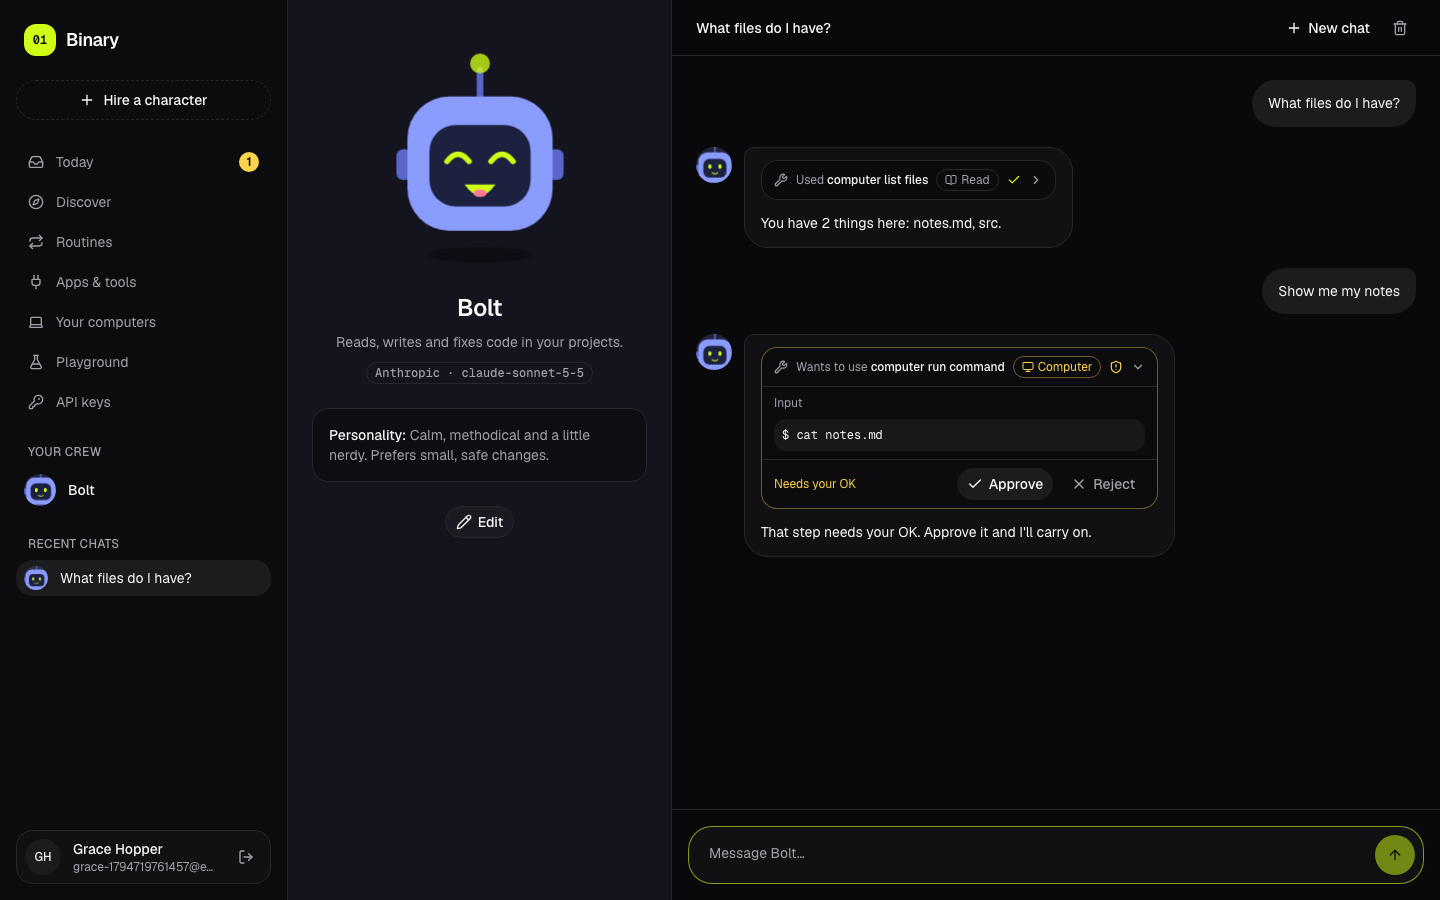 01
Binary
Hire a character
Today
1
Discover
Routines
Apps & tools
Your computers
Playground
API keys
YOUR CREW
Bolt
RECENT CHATS
What files do I have?
GH
Grace Hopper
grace-1794719761457@e…
Bolt
Reads, writes and fixes code in your projects.
Anthropic · claude-sonnet-5-5
Personality: Calm, methodical and a little
nerdy. Prefers small, safe changes.
Edit
What files do I have?
New chat
What files do I have?
Used computer list files Read
You have 2 things here: notes.md, src.
Show me my notes
Wants to use computer run command Computer
Input
$ cat notes.md
Needs your OK
Approve
Reject
That step needs your OK. Approve it and I'll carry on.
Message Bolt…